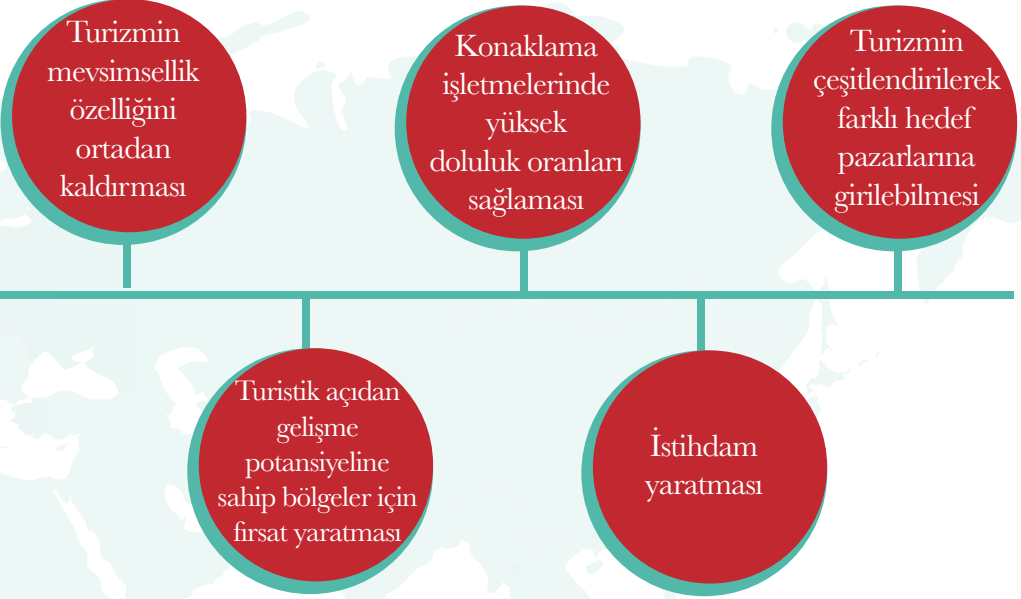 Turizmin
mevsimsellik
özelliğini
ortadan
kaldırması
Turistik açıdan
gelişme
potansiyeline
sahip bölgeler için
fırsat yaratması
Konaklama
işletmelerinde
yüksek
doluluk oranları
sağlaması
İstihdam
yaratması
Turizmin
çeşitlendirilerek
farklı hedef
pazarlarına
girilebilmesi